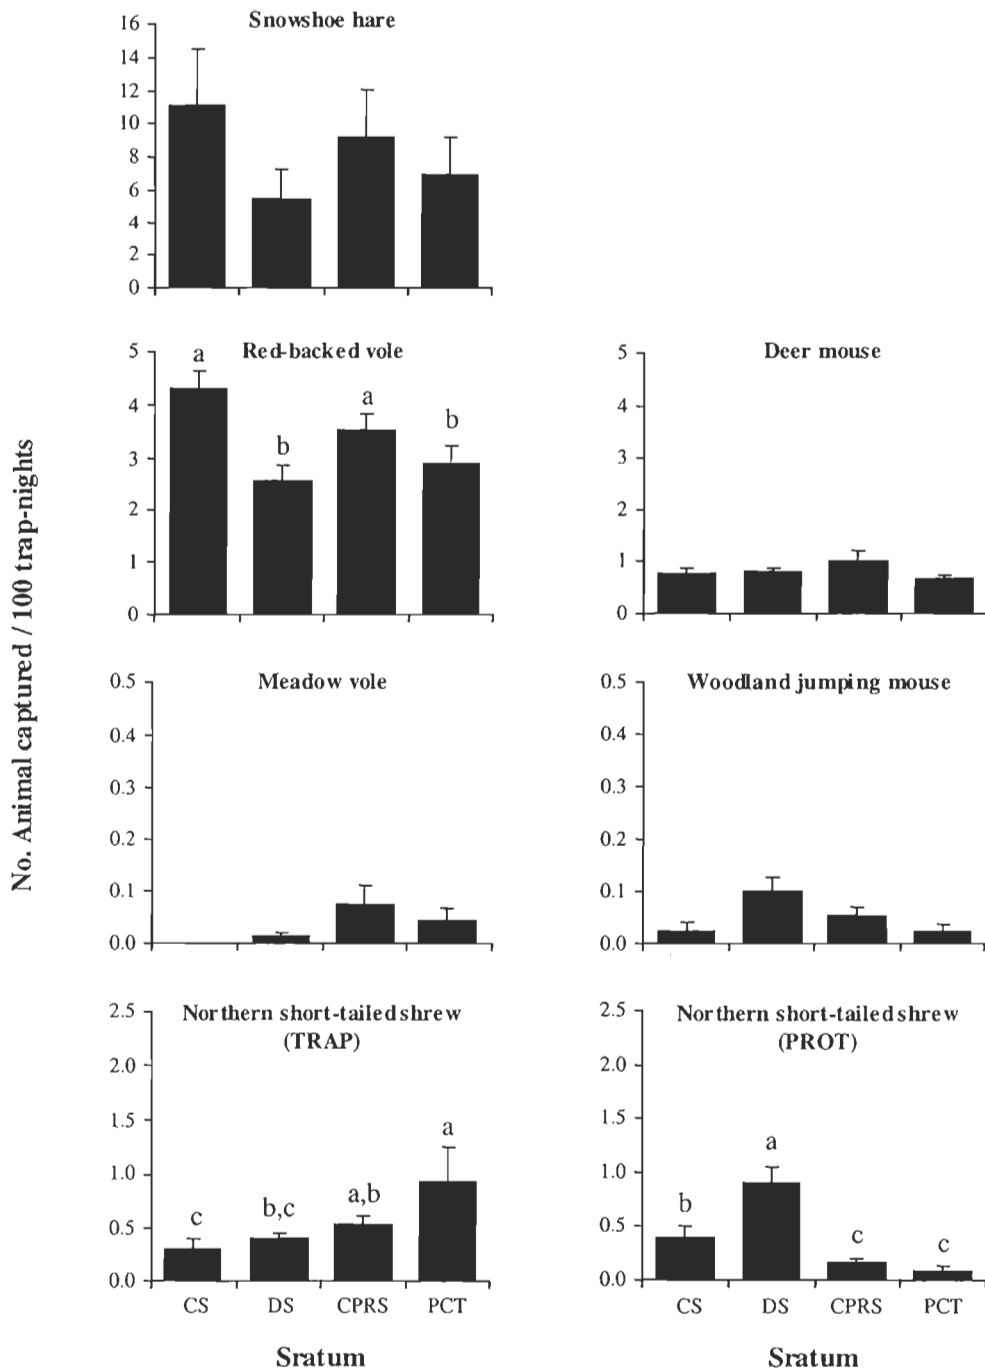 Snowshoe hare
16
14
12
10
8
6
4
2
0
Red-backed vole
5
4
3
2
1
0
a
b
a
b
Deer mouse
5
4
3
2
1
0
No. Animal captured / 100 trap-nights
Meadow vole
0.5
0.4
0.3
0.2
0.1
0.0
Woodland jumping mouse
0.5
0.4
0.3
0.2
0.1
0.0
Northern short-tailed shrew
(TRAP)
2.5
2.0
1.5
1.0
0.5
0.0
c
b,c
a,b
a
CS DS CPRS PCT
Sratum
Northern short-tailed shrew
(PROT)
2.5
2.0
1.5
1.0
0.5
0.0
b
a
c
c
CS DS CPRS PCT
Sratum